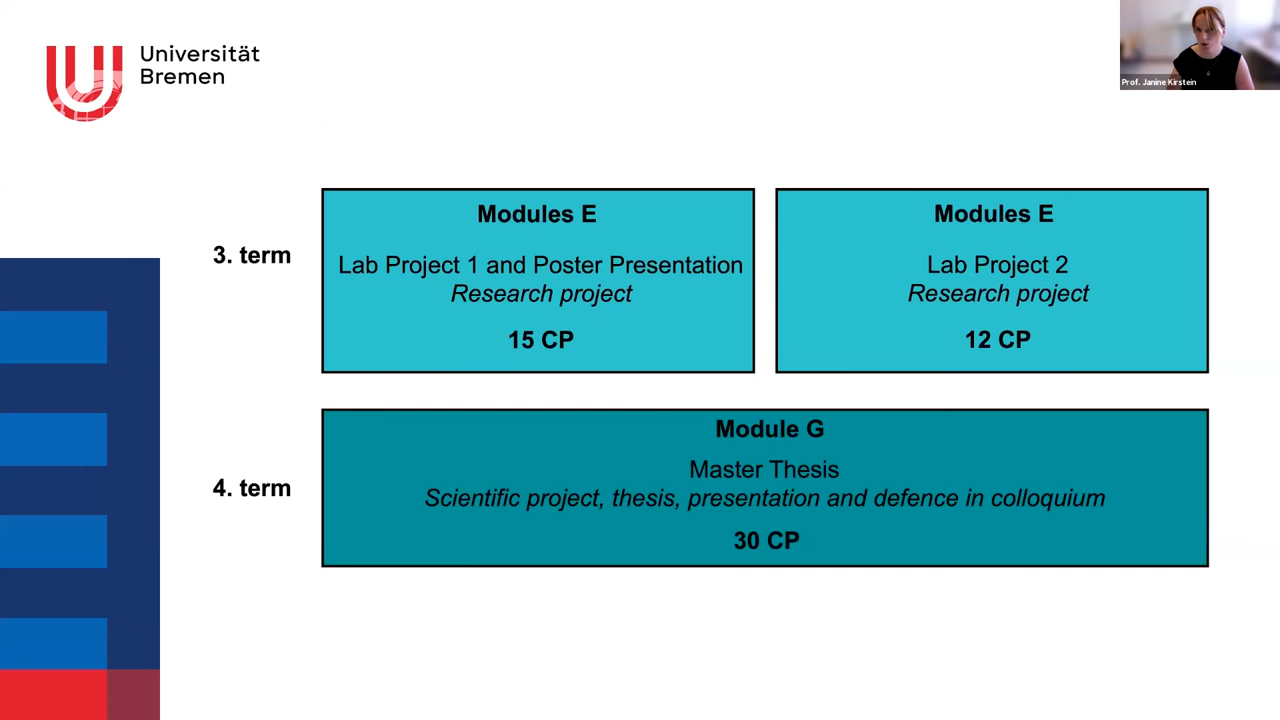 Universität
Bremen
Prof. Janine Kirstein
3. term
Modules E
Lab Project 1 and Poster Presentation
Research project
15 CP
Modules E
Lab Project 2
Research project
12 CP
4. term
Module G
Master Thesis
Scientific project, thesis, presentation and defence in colloquium
30 CP